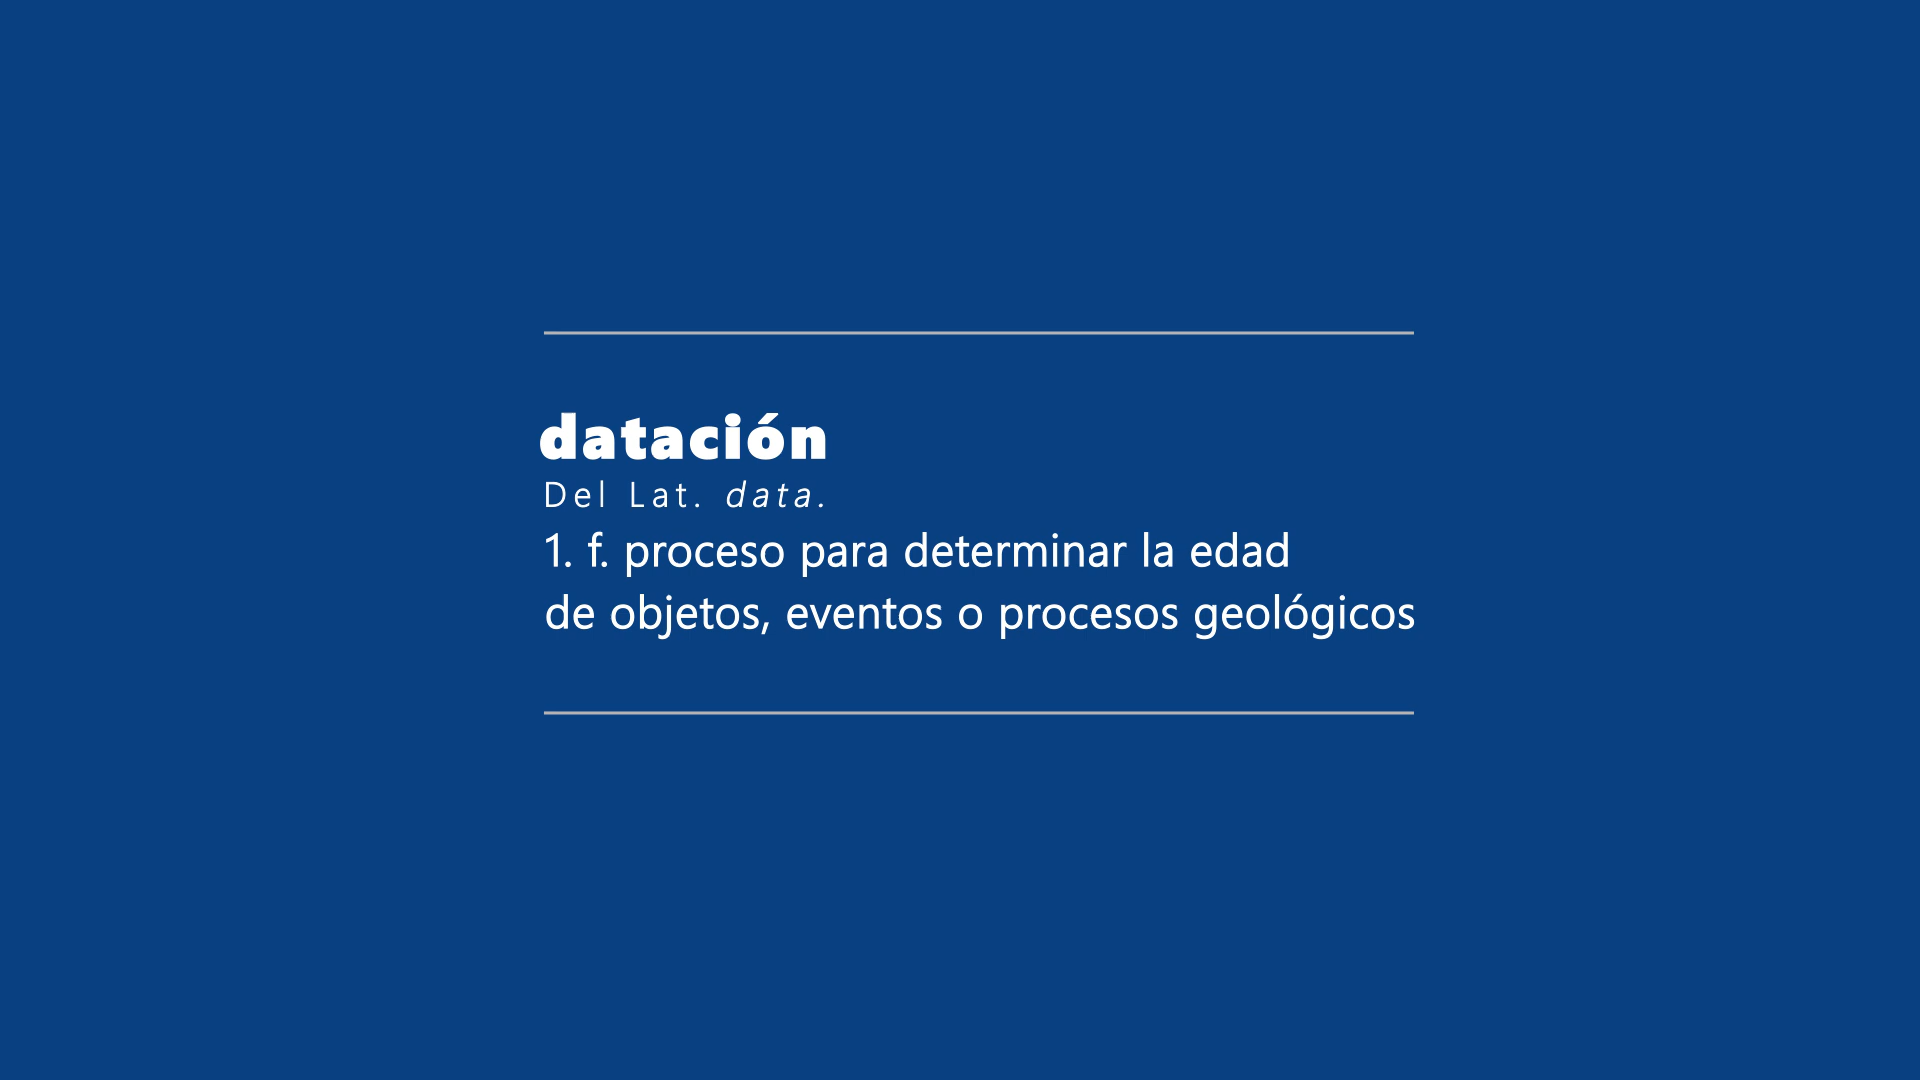 datación
Del Lat. data.
1. f. proceso para determinar la edad
de objetos, eventos o procesos geológicos